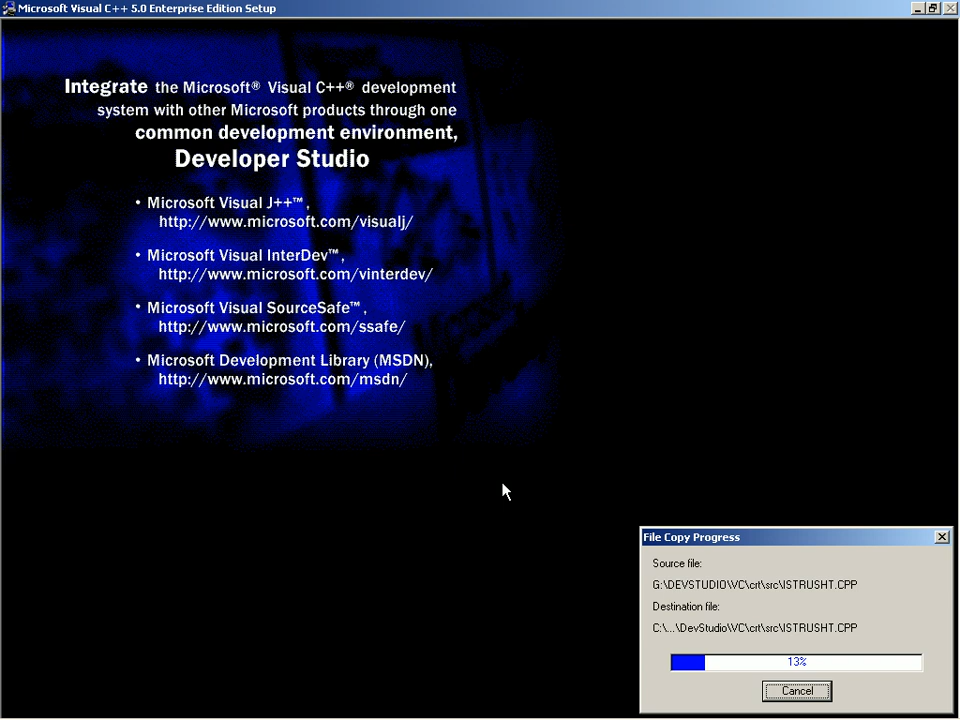 Microsoft Visual C++ 5.0 Enterprise Edition Setup
Integrate the Microsoft® Visual C++® development
system with other Microsoft products through one
common development environment,
Developer Studio
• Microsoft Visual J++™,
http://www.microsoft.com/visualj/
• Microsoft Visual InterDev™,
http://www.microsoft.com/vinterdev/
• Microsoft Visual SourceSafe™,
http://www.microsoft.com/ssafe/
• Microsoft Development Library (MSDN),
http://www.microsoft.com/msdn/
File Copy Progress
Source file:
G:\DEVSTUDIO\VC\crt\src\ISTRUSHT.CPP
Destination file:
C:\...\DevStudio\VC\crt\src\ISTRUSHT.CPP
13%
Cancel